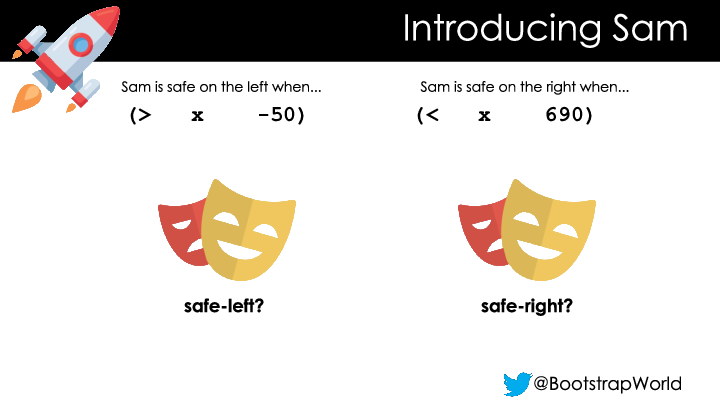 Introducing Sam
Sam is safe on the left when...
(> x -50)
Sam is safe on the right when...
(< x 690)
safe-left?
safe-right?
@BootstrapWorld